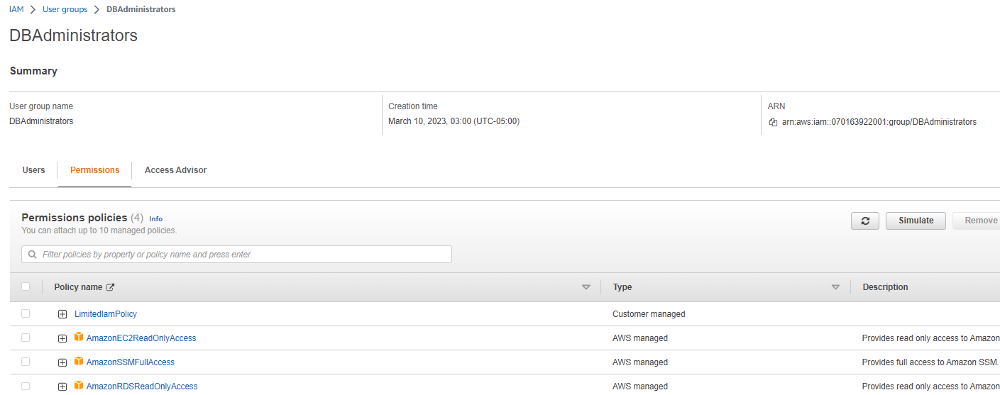 IAM > User groups > DBAdministrators
DBAdministrators
Summary
User group name
DBAdministrators
Creation time
March 10, 2023, 03:00 (UTC-05:00)
ARN
arn:aws:iam::070163922001:group/DBAdministrators
Users Permissions Access Advisor
Permissions policies (4) Info
You can attach up to 10 managed policies.
Simulate Remove
Filter policies by property or policy name and press enter.
Policy name Type Description
LimitedIamPolicy Customer managed
AmazonEC2ReadOnlyAccess AWS managed Provides read only access to Amazon
AmazonSSMFullAccess AWS managed Provides full access to Amazon SSM.
AmazonRDSReadOnlyAccess AWS managed Provides read only access to Amazon